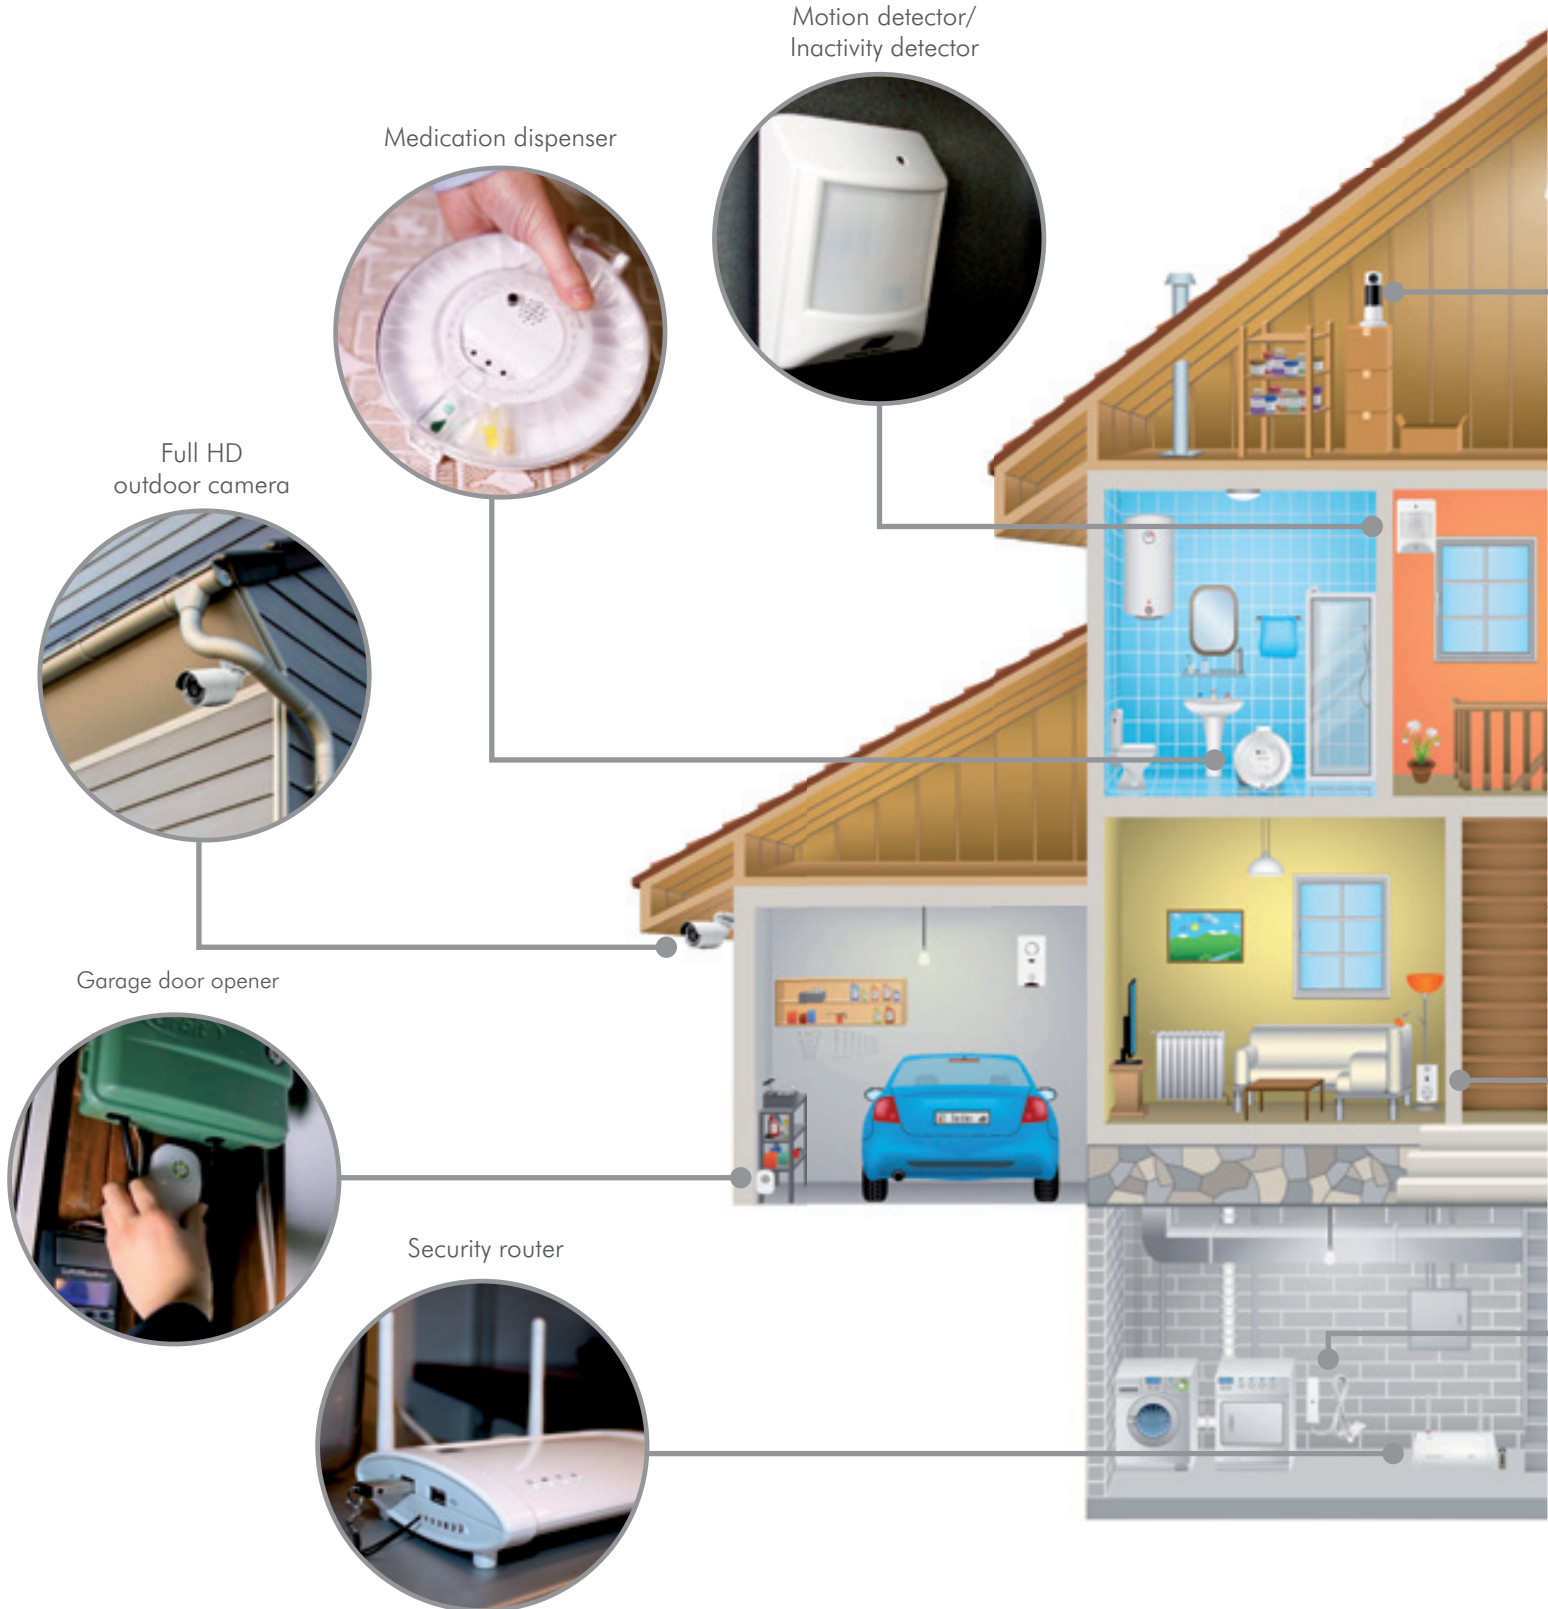 Motion detector/
Inactivity detector
Medication dispenser
Full HD
outdoor camera
Garage door opener
Security router